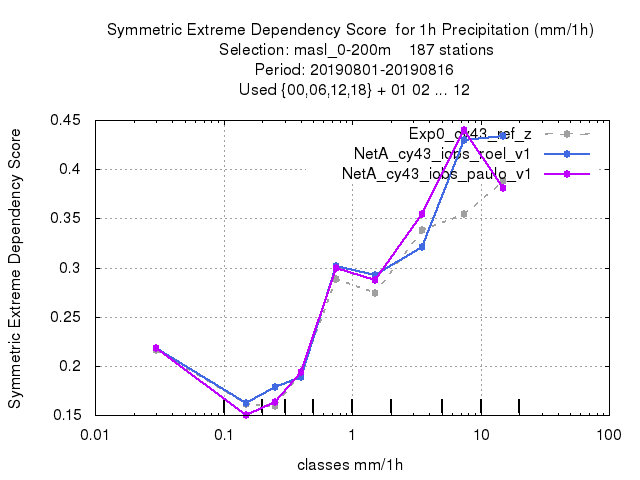 Symmetric Extreme Dependency Score  for 1h Precipitation (mm/1h)
Selection: masl_0-200m    187 stations
Period: 20190801-20190816
Used {00,06,12,18} + 01 02 ... 12
Symmetric Extreme Dependency Score
0.45
0.4
0.35
0.3
0.25
0.2
0.15
Exp0_cy43_ref_z
NetA_cy43_iobs_roel_v1
NetA_cy43_iobs_paulo_v1
0.01
0.1
1
10
100
classes mm/1h